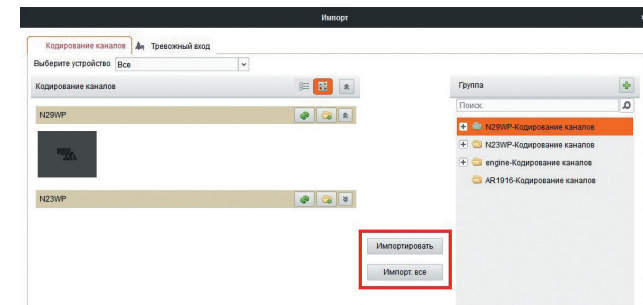 Импорт
Кодирование каналов
Тревожный вход
Выберите устройство Все
Кодирование каналов
N29WP
N23WP
Импортировать
Импорт. все
Группа
Поиск.
N29WP-Кодирование каналов
N23WP-Кодирование каналов
engine-Кодирование каналов
AR1916-Кодирование каналов